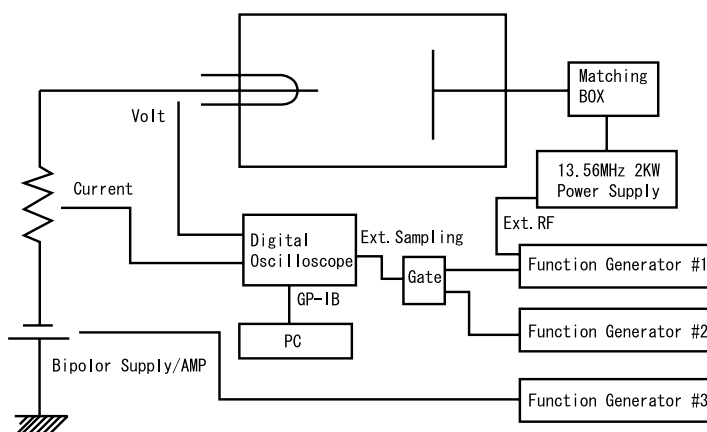 Matching
BOX
Volt
13.56MHz 2KW
Power Supply
Current
Ext.RF
Digital
Oscilloscope
Ext.Sampling
Gate
Function Generator #1
GP-IB
PC
Function Generator #2
Bipolor Supply/AMP
Function Generator #3